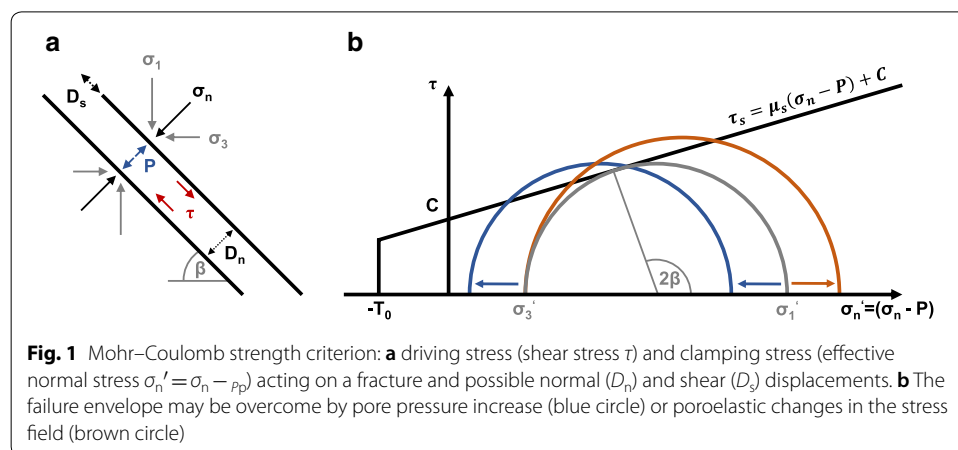 a
σ1
Ds
σn
σ3
P
τ
Dn
β
b
τ
τs = μs(σn − P) + C
C
2β
-T0
σ3‘
σ1‘
σn‘=(σn - P)
Fig. 1 Mohr–Coulomb strength criterion: a driving stress (shear stress τ) and clamping stress (effective
normal stress σn′ = σn − Pp) acting on a fracture and possible normal (Dn) and shear (Ds) displacements. b The
failure envelope may be overcome by pore pressure increase (blue circle) or poroelastic changes in the stress
field (brown circle)